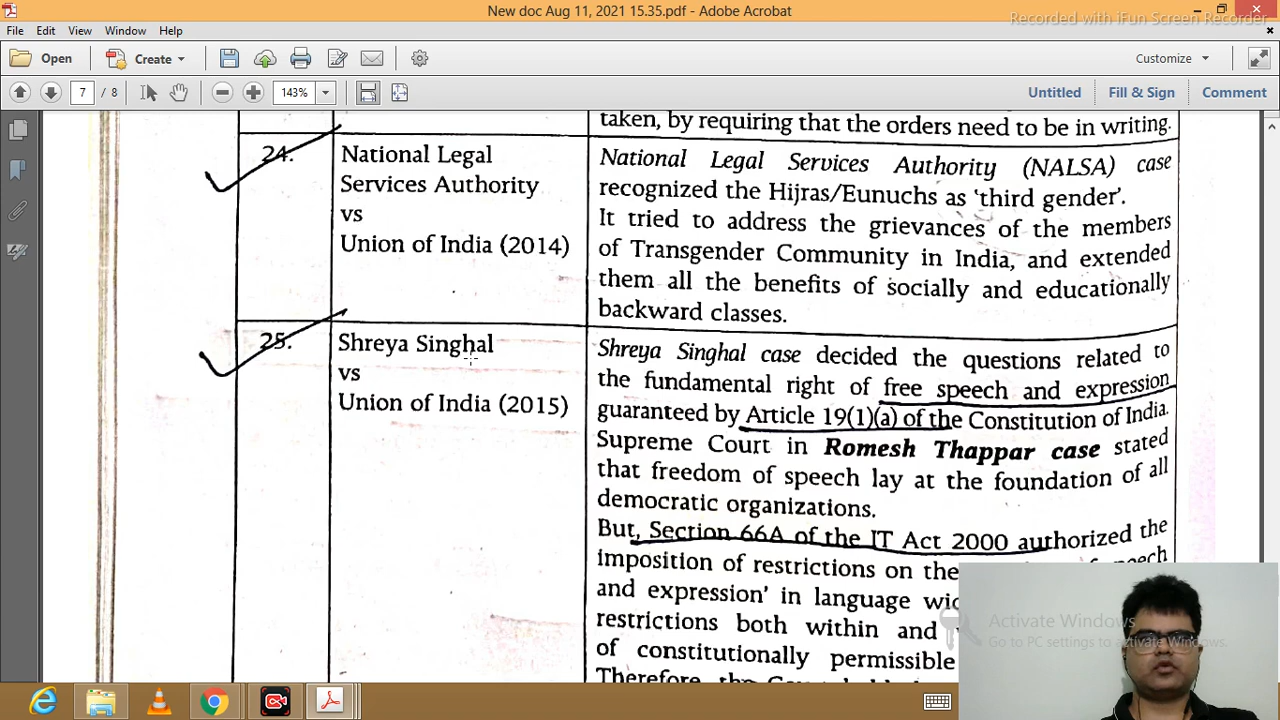 New doc Aug 11, 2021 15.35.pdf - Adobe Acrobat
Recorded with iFun Screen Recorder
File Edit View Window Help
Open Create Customize
7 / 8 143% Untitled Fill & Sign Comment
taken, by requiring that the orders need to be in writing.
24.
National Legal
Services Authority
vs
Union of India (2014)
National Legal Services Authority (NALSA) case
recognized the Hijras/Eunuchs as 'third gender'.
It tried to address the grievances of the members
of Transgender Community in India, and extended
them all the benefits of socially and educationally
backward classes.
25.
Shreya Singhal
vs
Union of India (2015)
Shreya Singhal case decided the questions related to
the fundamental right of free speech and expression
guaranteed by Article 19(1)(a) of the Constitution of India.
Supreme Court in Romesh Thappar case stated
that freedom of speech lay at the foundation of all
democratic organizations.
But, Section 66A of the IT Act 2000 authorized the
imposition of restrictions on the
and expression' in language
restrictions both within and
of constitutionally permissible
Therefore, the
Activate Windows
Go to PC settings to activate Windows.